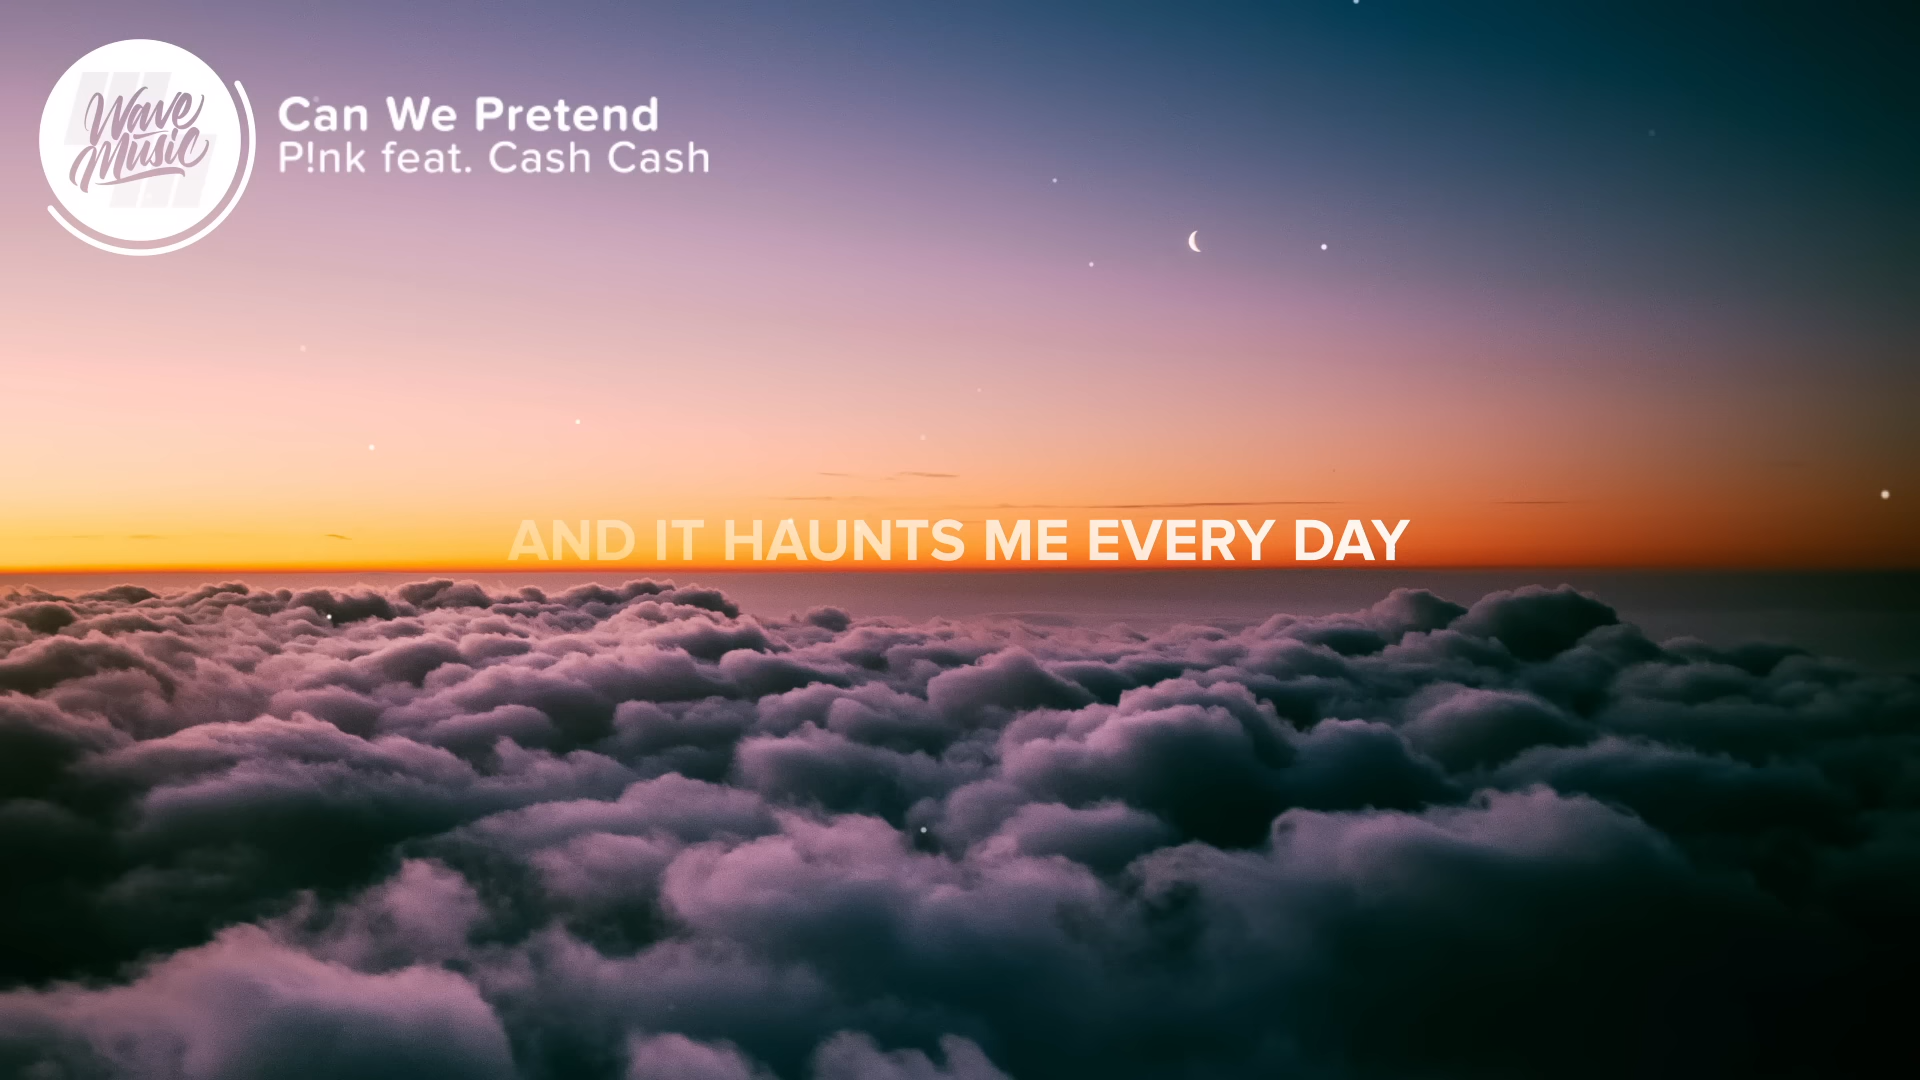 Wave
Music
Can We Pretend
P!nk feat. Cash Cash
AND IT HAUNTS ME EVERY DAY